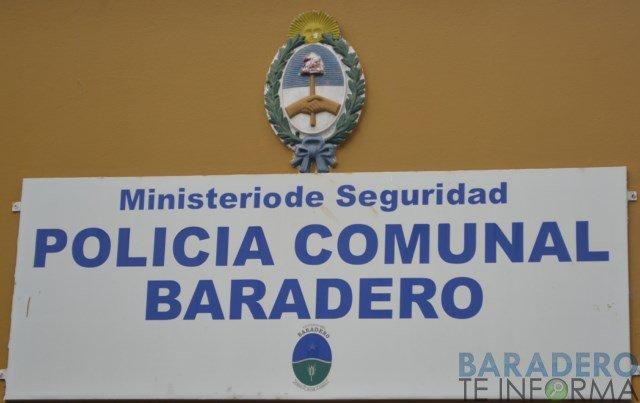 Ministeriode Seguridad
POLICIA COMUNAL
BARADERO
BARADERO
BARADERO
TE INFORMA